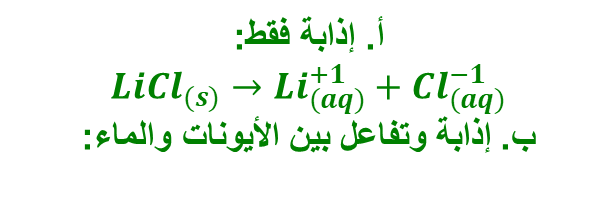 أ. إذابة فقط:
LiCl(s) → Li⁺¹(aq) + Cl⁻¹(aq)
ب. إذابة وتفاعل بين الأيونات والماء: